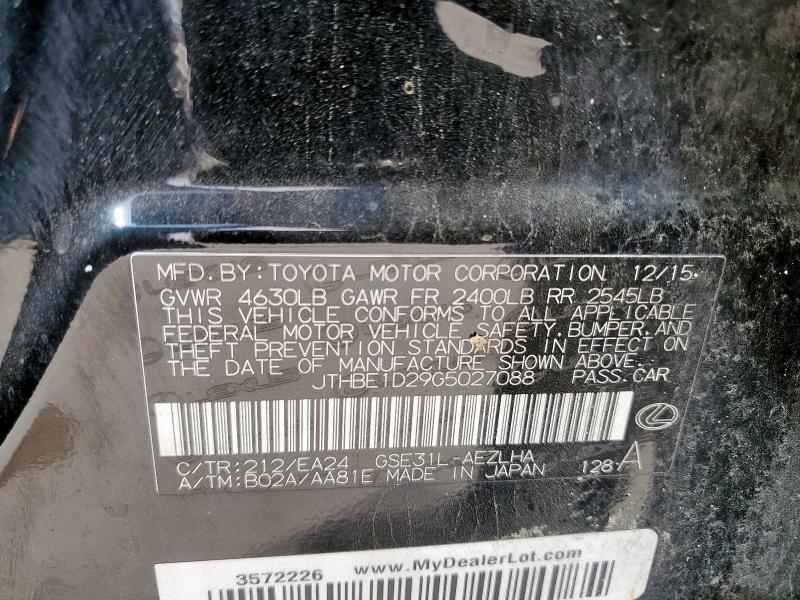 MFD.BY:TOYOTA MOTOR CORPORATION 12/15
GVWR 4630LB GAWR FR 2400LB RR 2545LB
THIS VEHICLE CONFORMS TO ALL APPLICABLE
FEDERAL MOTOR VEHICLE SAFETY,BUMPER,AND
THEFT PREVENTION STANDARDS IN EFFECT ON
THE DATE OF MANUFACTURE SHOWN ABOVE.
JTHBE1D29G5027088 PASS.CAR
C/TR:212/EA24 GSE31L-AEZLHA
A/TM:B02A/AA81E MADE IN JAPAN 128-A
3572226 www.MyDealerLot.com